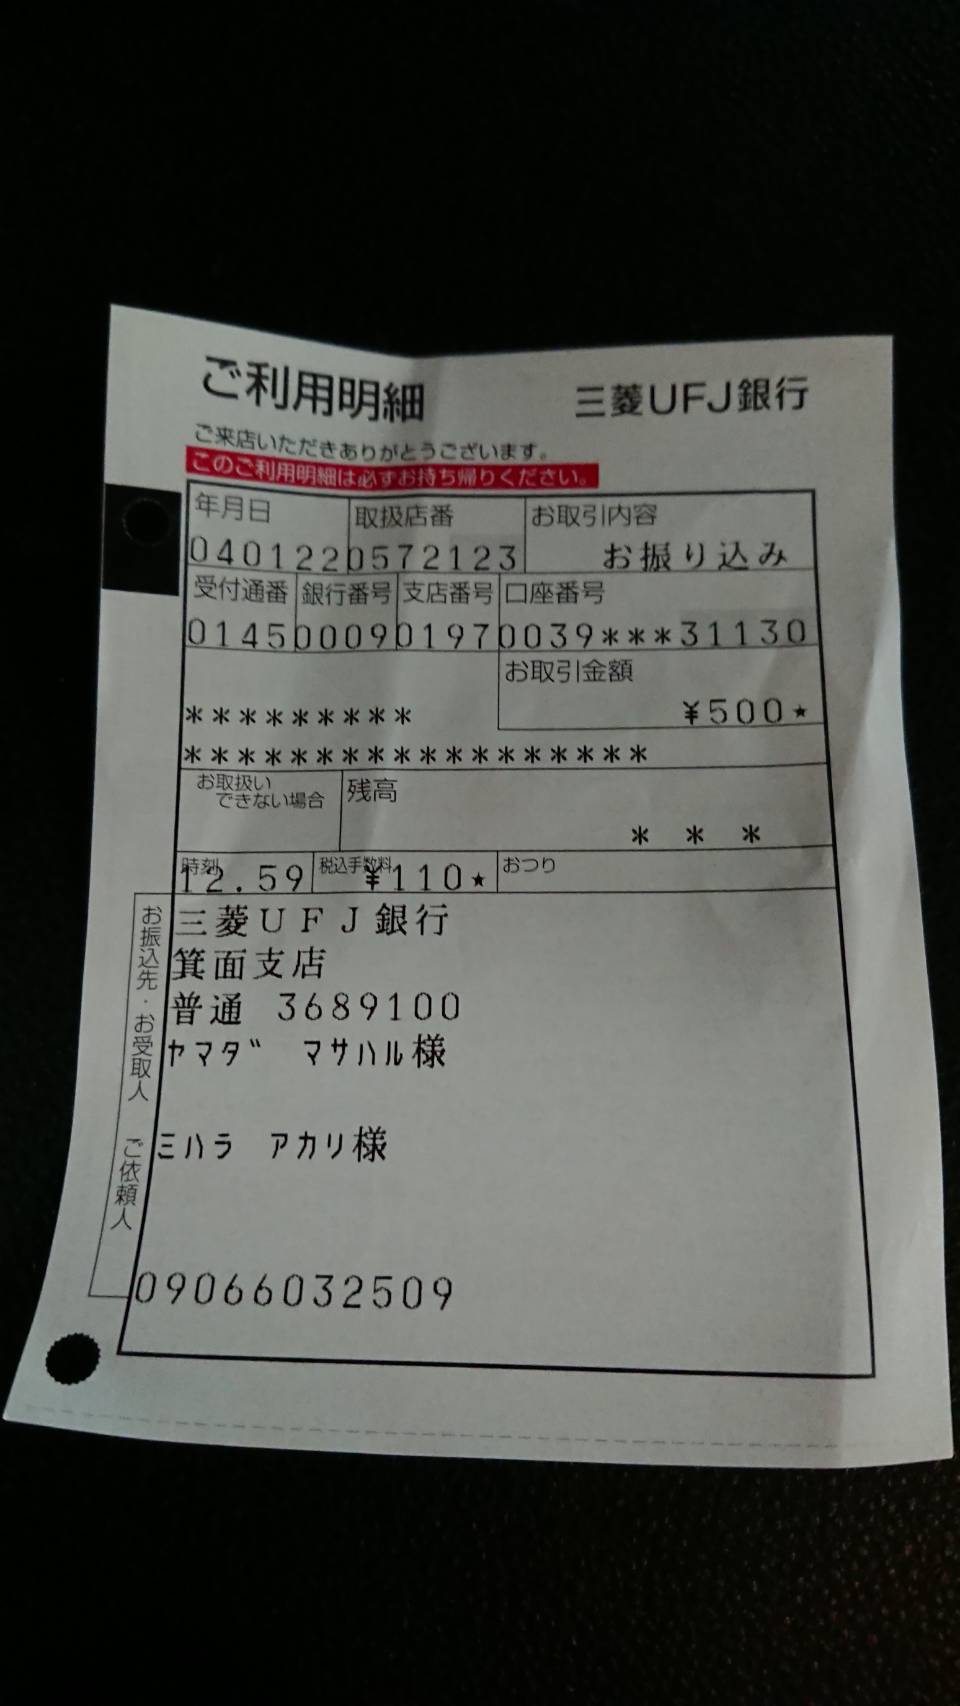 ご利用明細 三菱UFJ銀行
ご来店いただきありがとうございます。
このご利用明細は必ずお持ち帰りください。
年月日 取扱店番 お取引内容
040122 0572123 お振り込み
受付通番 銀行番号 支店番号 口座番号
0145 0009 0197 0039***31130
お取引金額
********* ¥500★
******************
お取扱いできない場合 残高
* * *
時刻 税込手数料 おつり
12.59 ¥110★
お振込先・お受取人 ご依頼人
三菱UFJ銀行
箕面支店
普通 3689100
ヤマダ゛ マサハル様
ミハラ アカリ様
09066032509